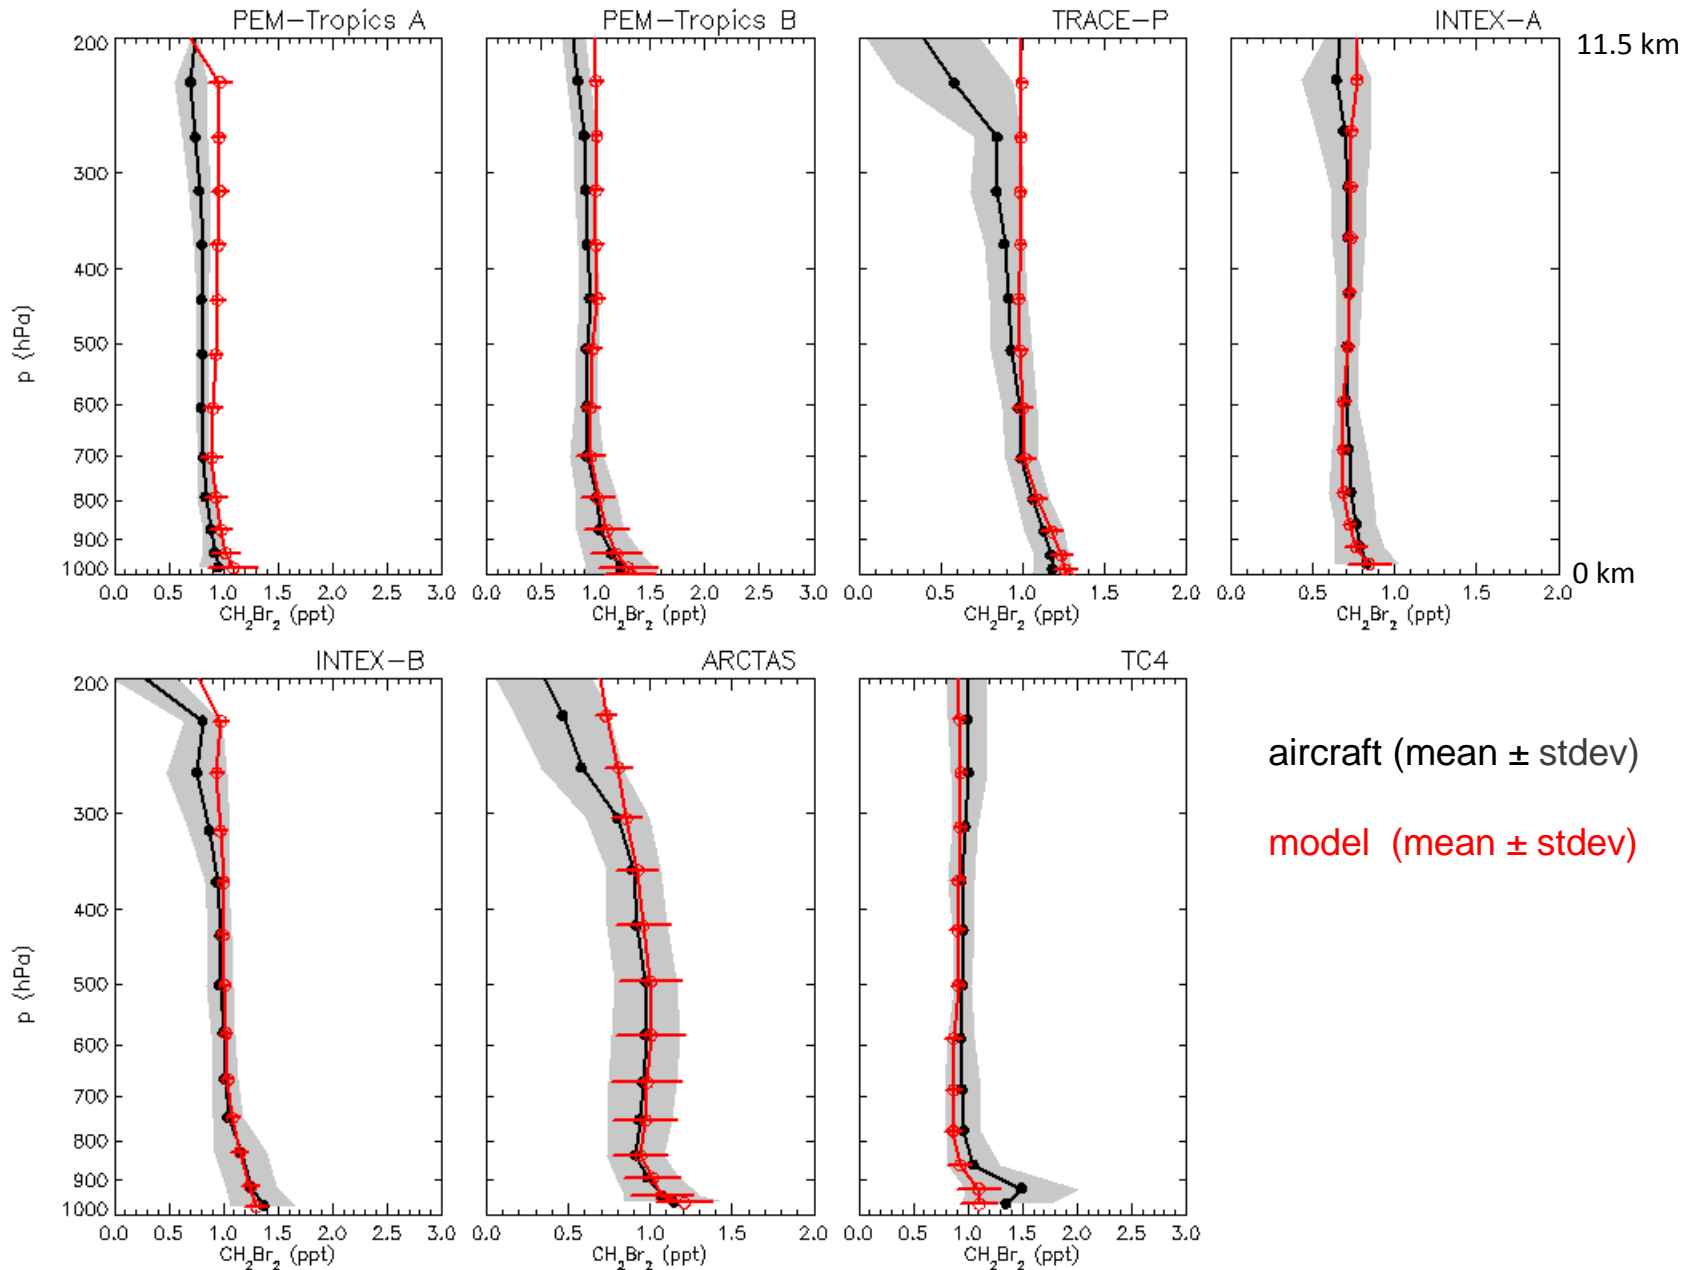 PEM-Tropics A
PEM-Tropics B
TRACE-P
INTEX-A
200
300
400
500
600
700
800
900
1000
p (hPa)
11.5 km
0 km
0.0 0.5 1.0 1.5 2.0 2.5 3.0
0.0 0.5 1.0 1.5 2.0 2.5 3.0
0.0 0.5 1.0 1.5 2.0
0.0 0.5 1.0 1.5 2.0
CH₂Br₂ (ppt)
CH₂Br₂ (ppt)
CH₂Br₂ (ppt)
CH₂Br₂ (ppt)
INTEX-B
ARCTAS
TC4
200
300
400
500
600
700
800
900
1000
p (hPa)
0.0 0.5 1.0 1.5 2.0 2.5 3.0
0.0 0.5 1.0 1.5 2.0
0.0 0.5 1.0 1.5 2.0 2.5 3.0
CH₂Br₂ (ppt)
CH₂Br₂ (ppt)
CH₂Br₂ (ppt)
aircraft (mean ± stdev)
model (mean ± stdev)